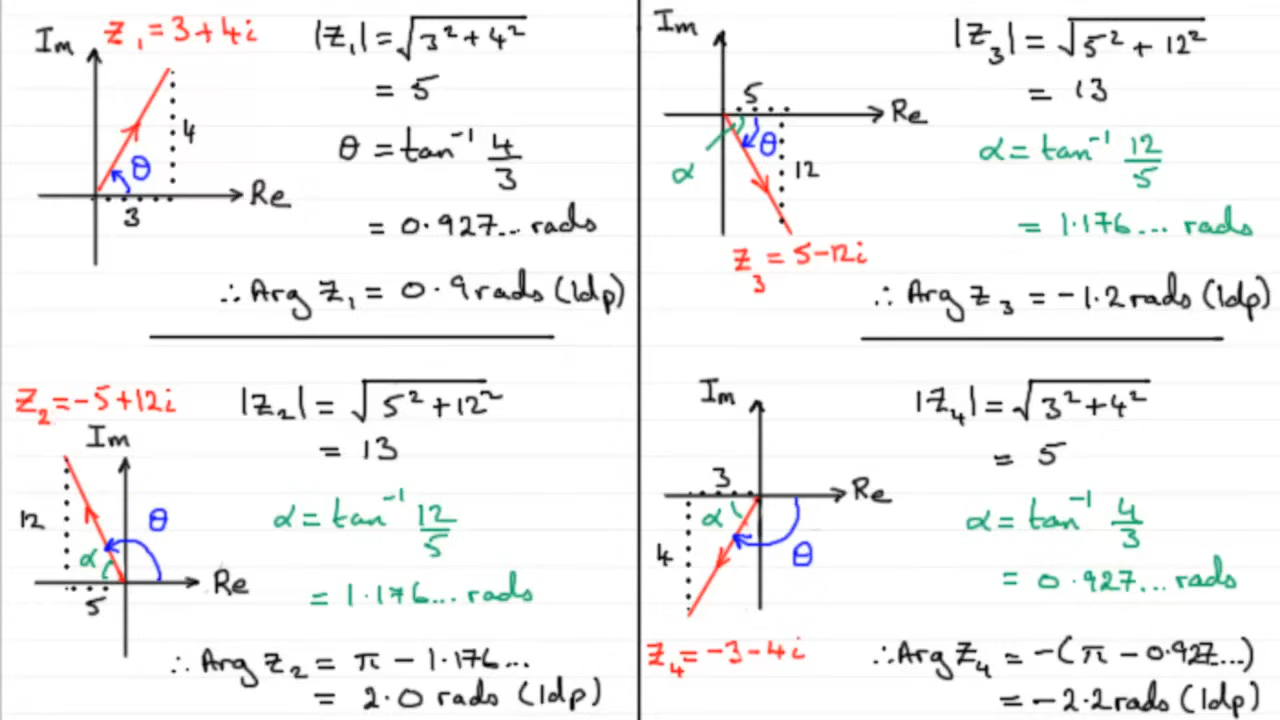 Im
z₁ = 3 + 4i
|z₁| = √(3² + 4²)
= 5
θ = tan⁻¹ 4/3
= 0.927... rads
4
θ
Re
3
∴ Arg z₁ = 0.9 rads (1dp)
z₂ = -5 + 12i
|z₂| = √(5² + 12²)
= 13
Im
α = tan⁻¹ 12/5
12
θ
α
Re
5
= 1.176... rads
∴ Arg z₂ = π - 1.176...
= 2.0 rads (1dp)
Im
|z₃| = √(5² + 12²)
= 13
5
Re
θ
α
12
α = tan⁻¹ 12/5
= 1.176... rads
z₃ = 5 - 12i
∴ Arg z₃ = -1.2 rads (1dp)
Im
|z₄| = √(3² + 4²)
= 5
3
Re
α
4
θ
α = tan⁻¹ 4/3
= 0.927... rads
z₄ = -3 - 4i
∴ Arg z₄ = -(π - 0.927...)
= -2.2 rads (1dp)